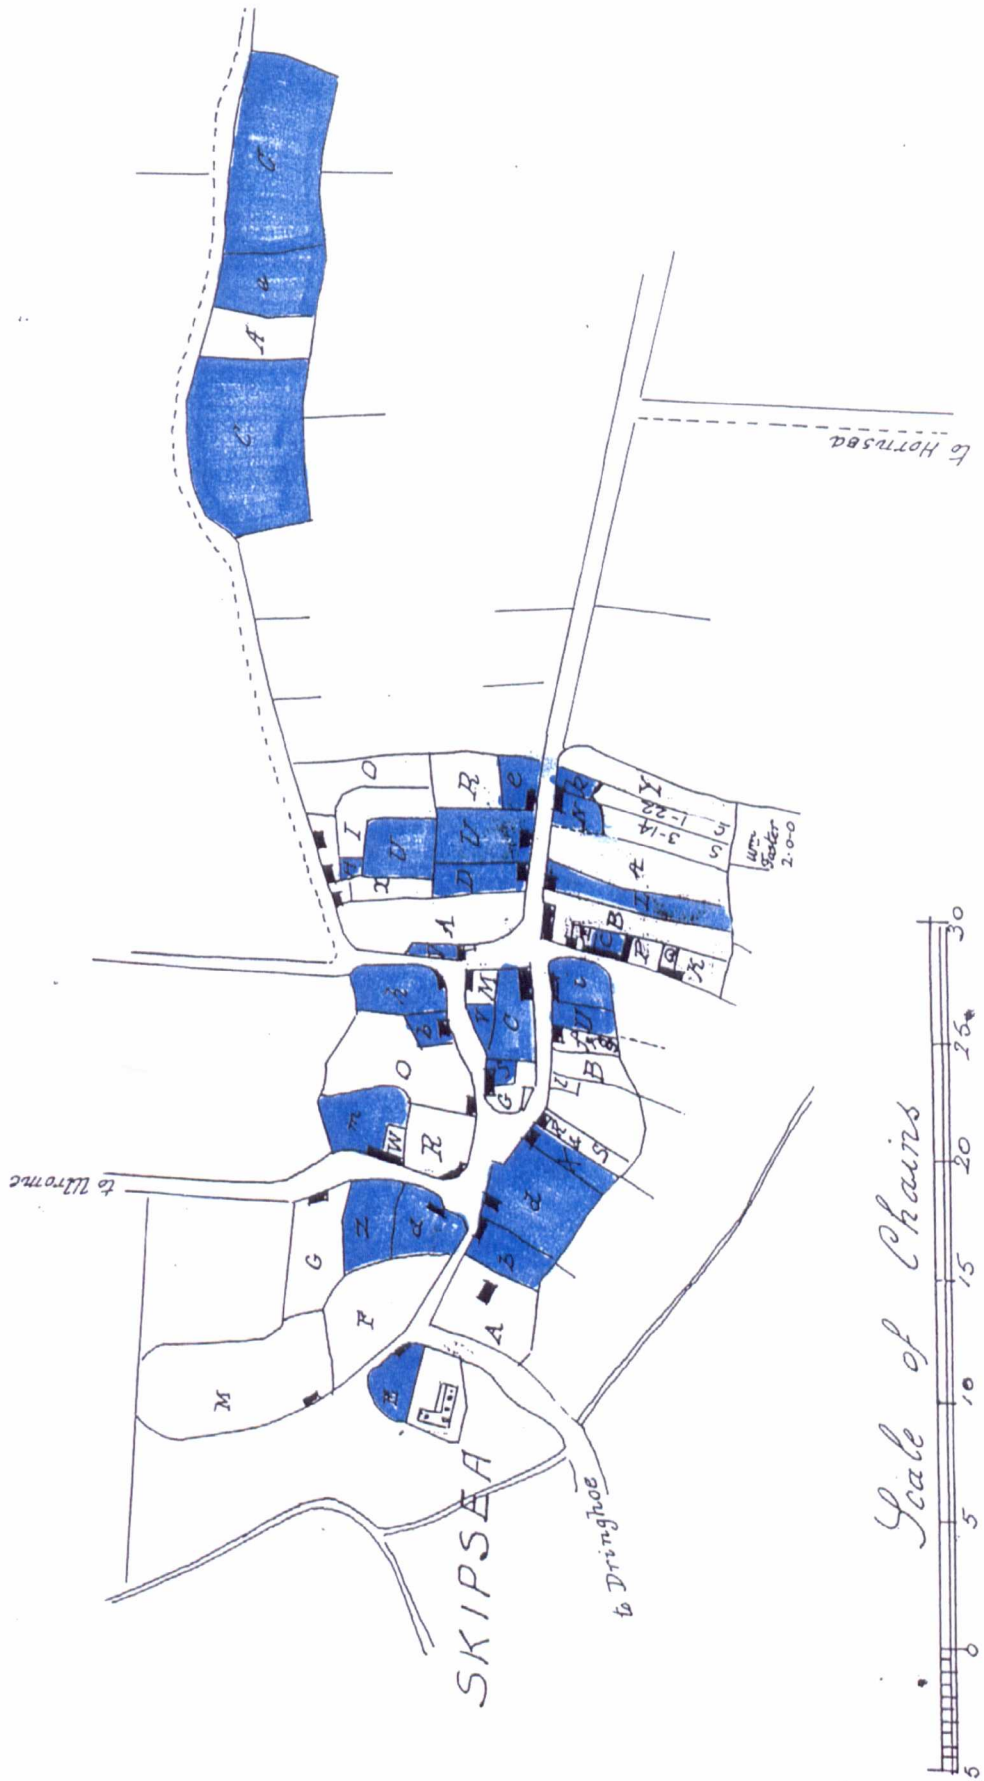 SKIPSEA
to Ulrome
to Hornsea
to Dringhoe
C
a
A
C
O
I
U
X
R
e
U
D
A
Y
1-22
3-14
S
S
Wm
Foster
2-0-0
B
C
P
Q
K
M
C
G
O
m
W
R
U
B
S
d
B
A
G
Z
d
F
M
H
Scale of Chains
5 0 5 10 15 20 25 30